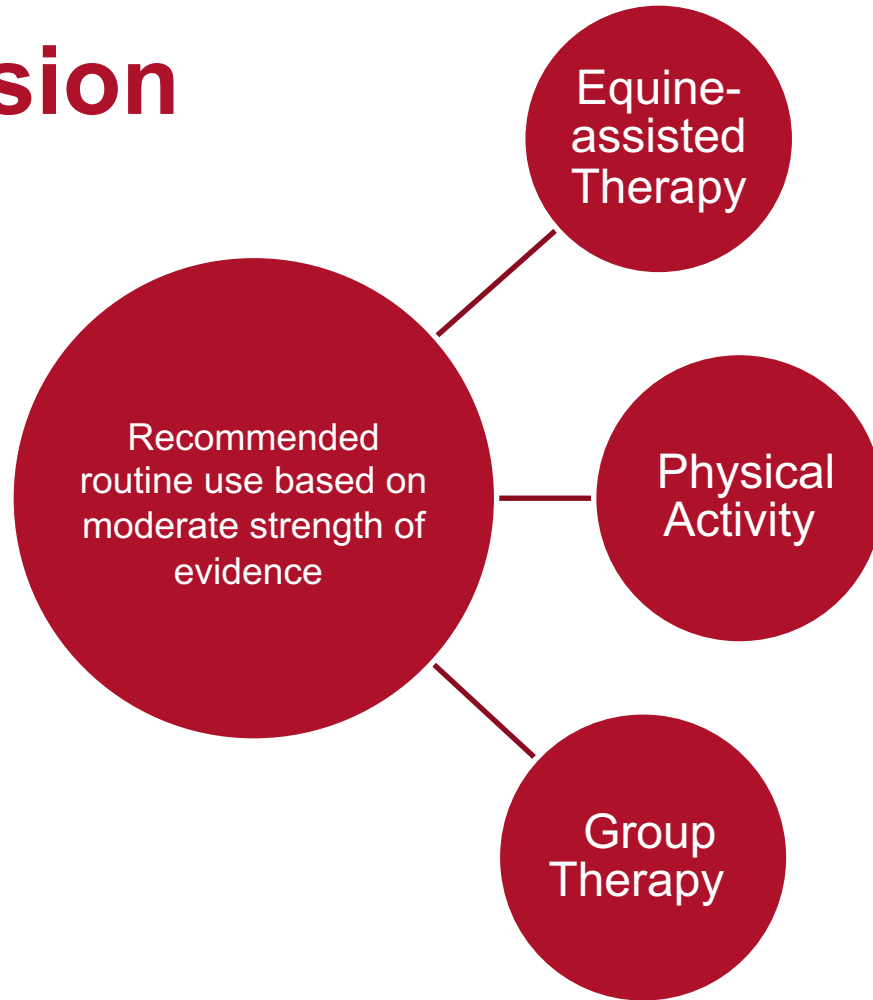 sion
Equine-
assisted
Therapy
Recommended
routine use based on
moderate strength of
evidence
Physical
Activity
Group
Therapy